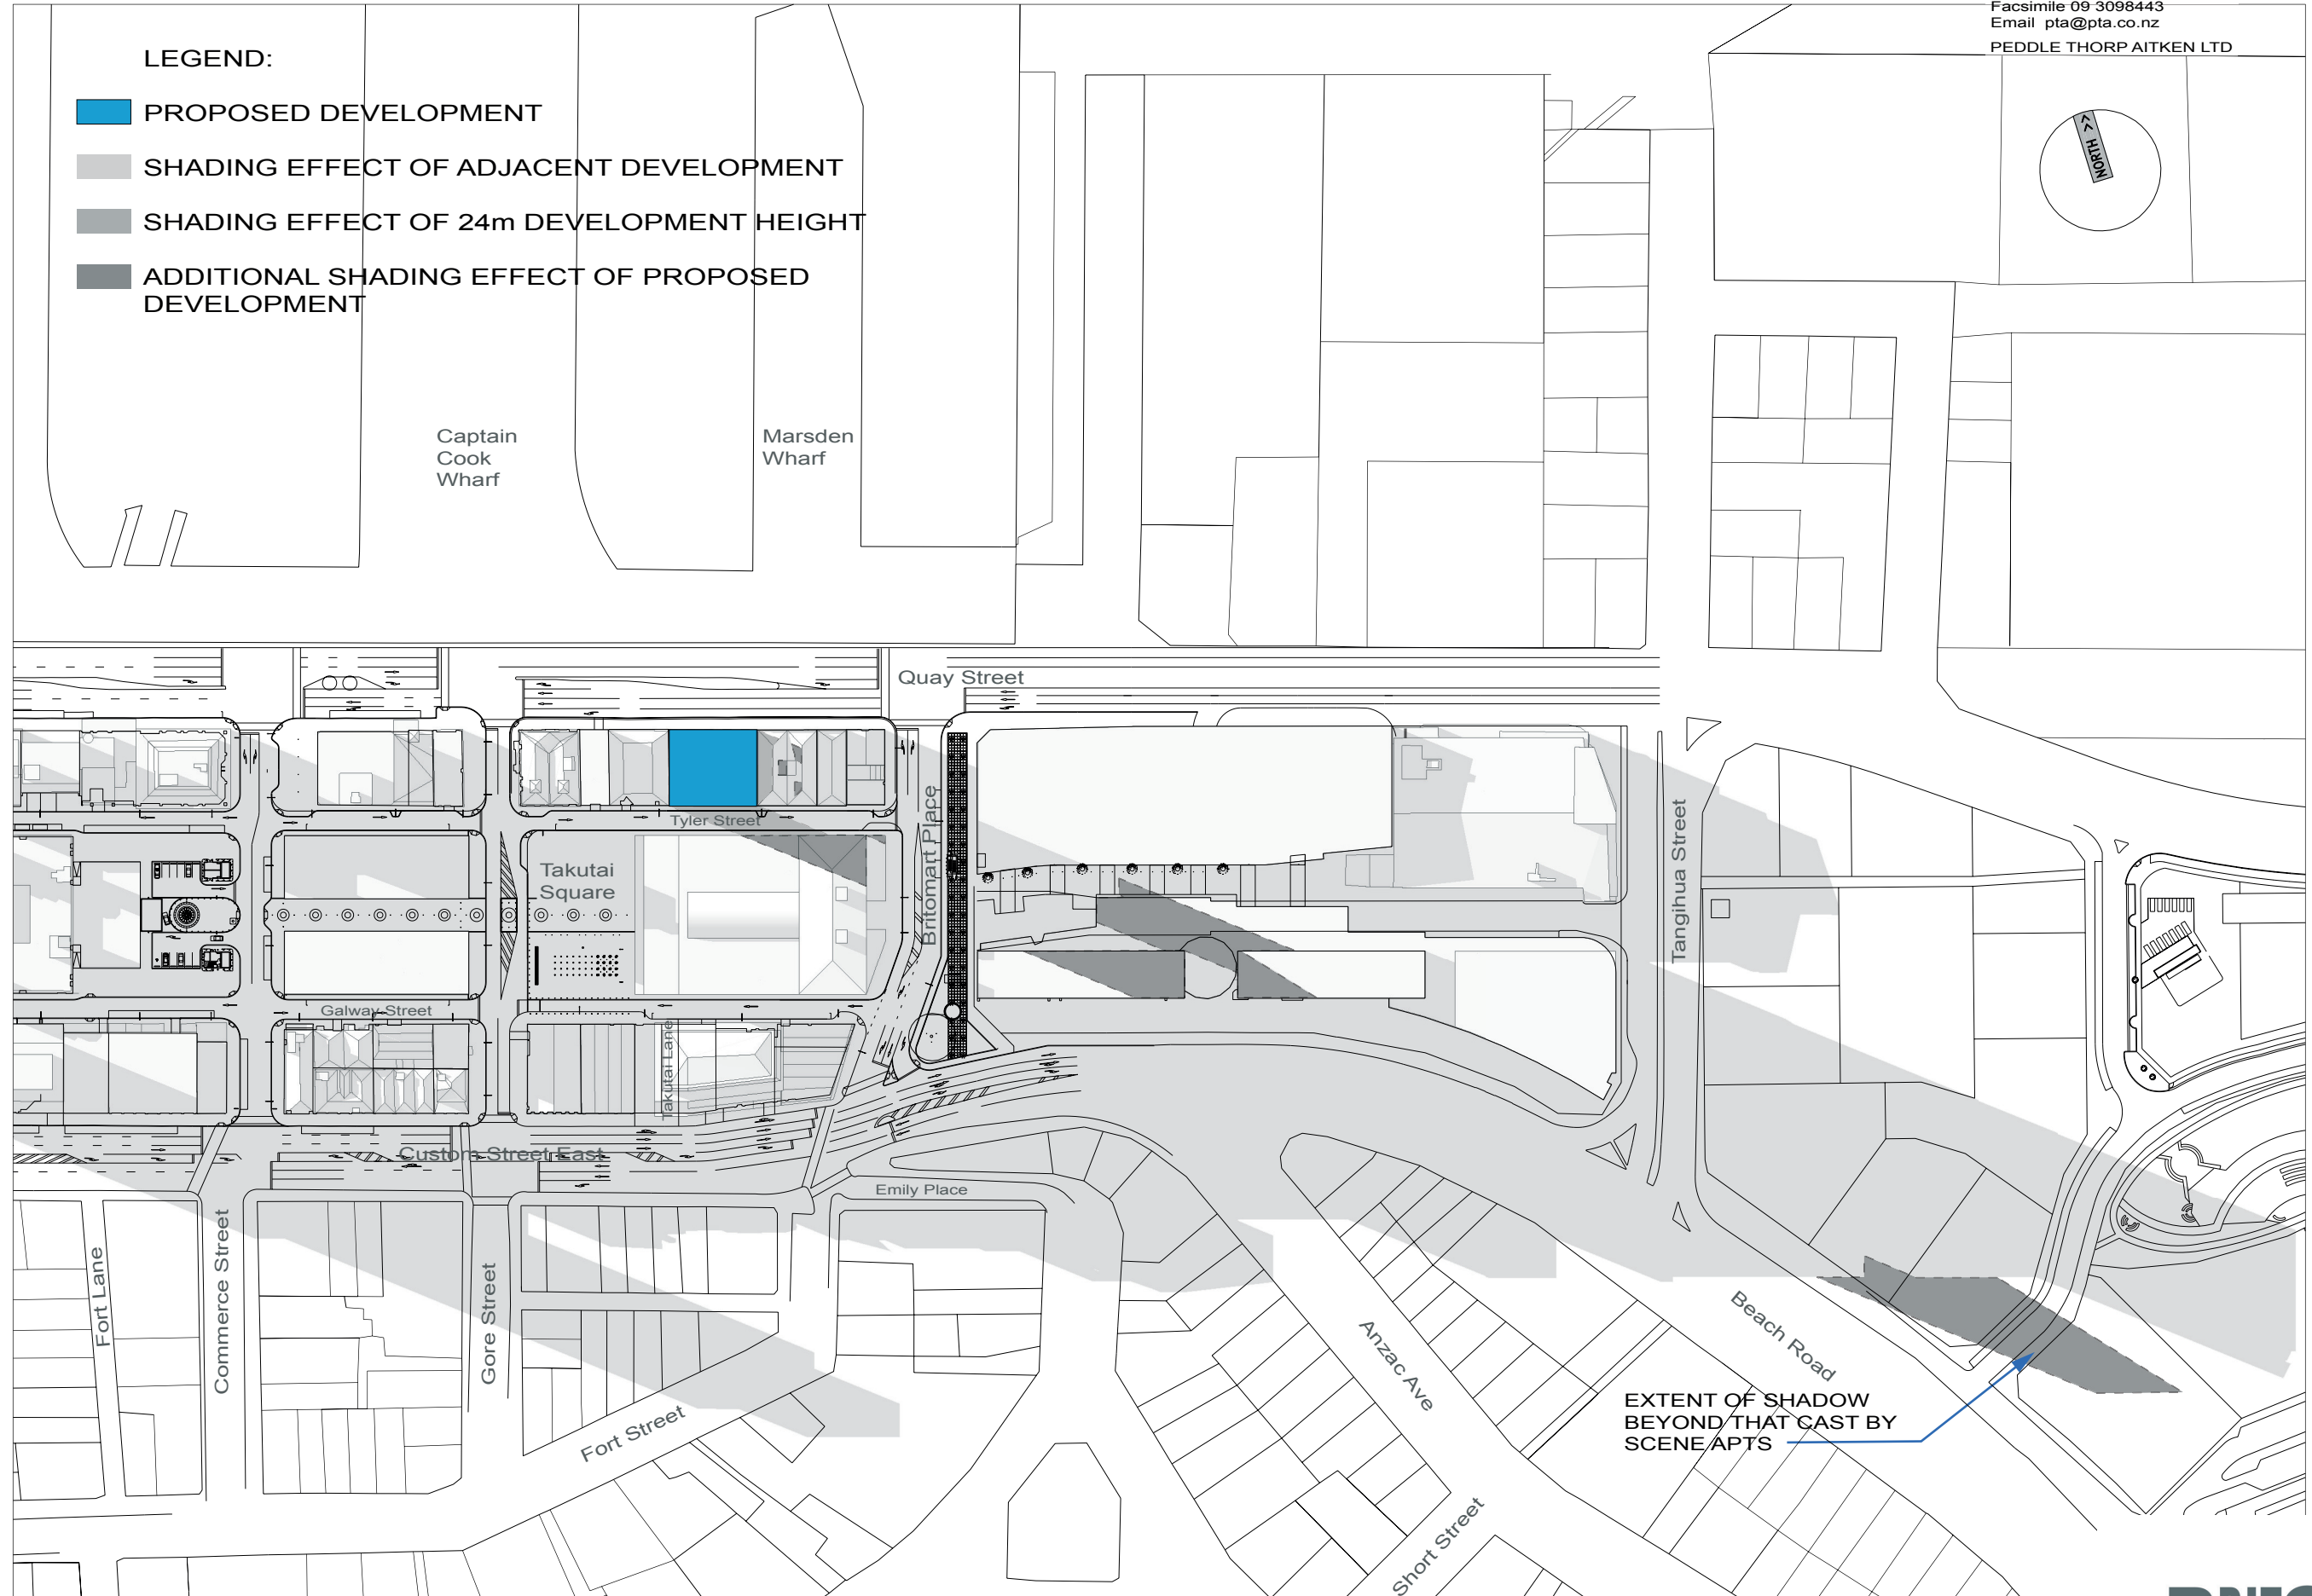 Facsimile 09 3098443
Email pta@pta.co.nz
PEDDLE THORP AITKEN LTD
LEGEND:
PROPOSED DEVELOPMENT
SHADING EFFECT OF ADJACENT DEVELOPMENT
SHADING EFFECT OF 24m DEVELOPMENT HEIGHT
ADDITIONAL SHADING EFFECT OF PROPOSED
DEVELOPMENT
NORTH >>
Captain
Cook
Wharf
Marsden
Wharf
Quay Street
Tyler Street
Britomart Place
Tangihua Street
Takutai
Square
Galway Street
Takutai Lane
Custom Street East
Emily Place
Fort Lane
Commerce Street
Gore Street
Fort Street
Anzac Ave
Beach Road
Short Street
EXTENT OF SHADOW
BEYOND THAT CAST BY
SCENE APTS